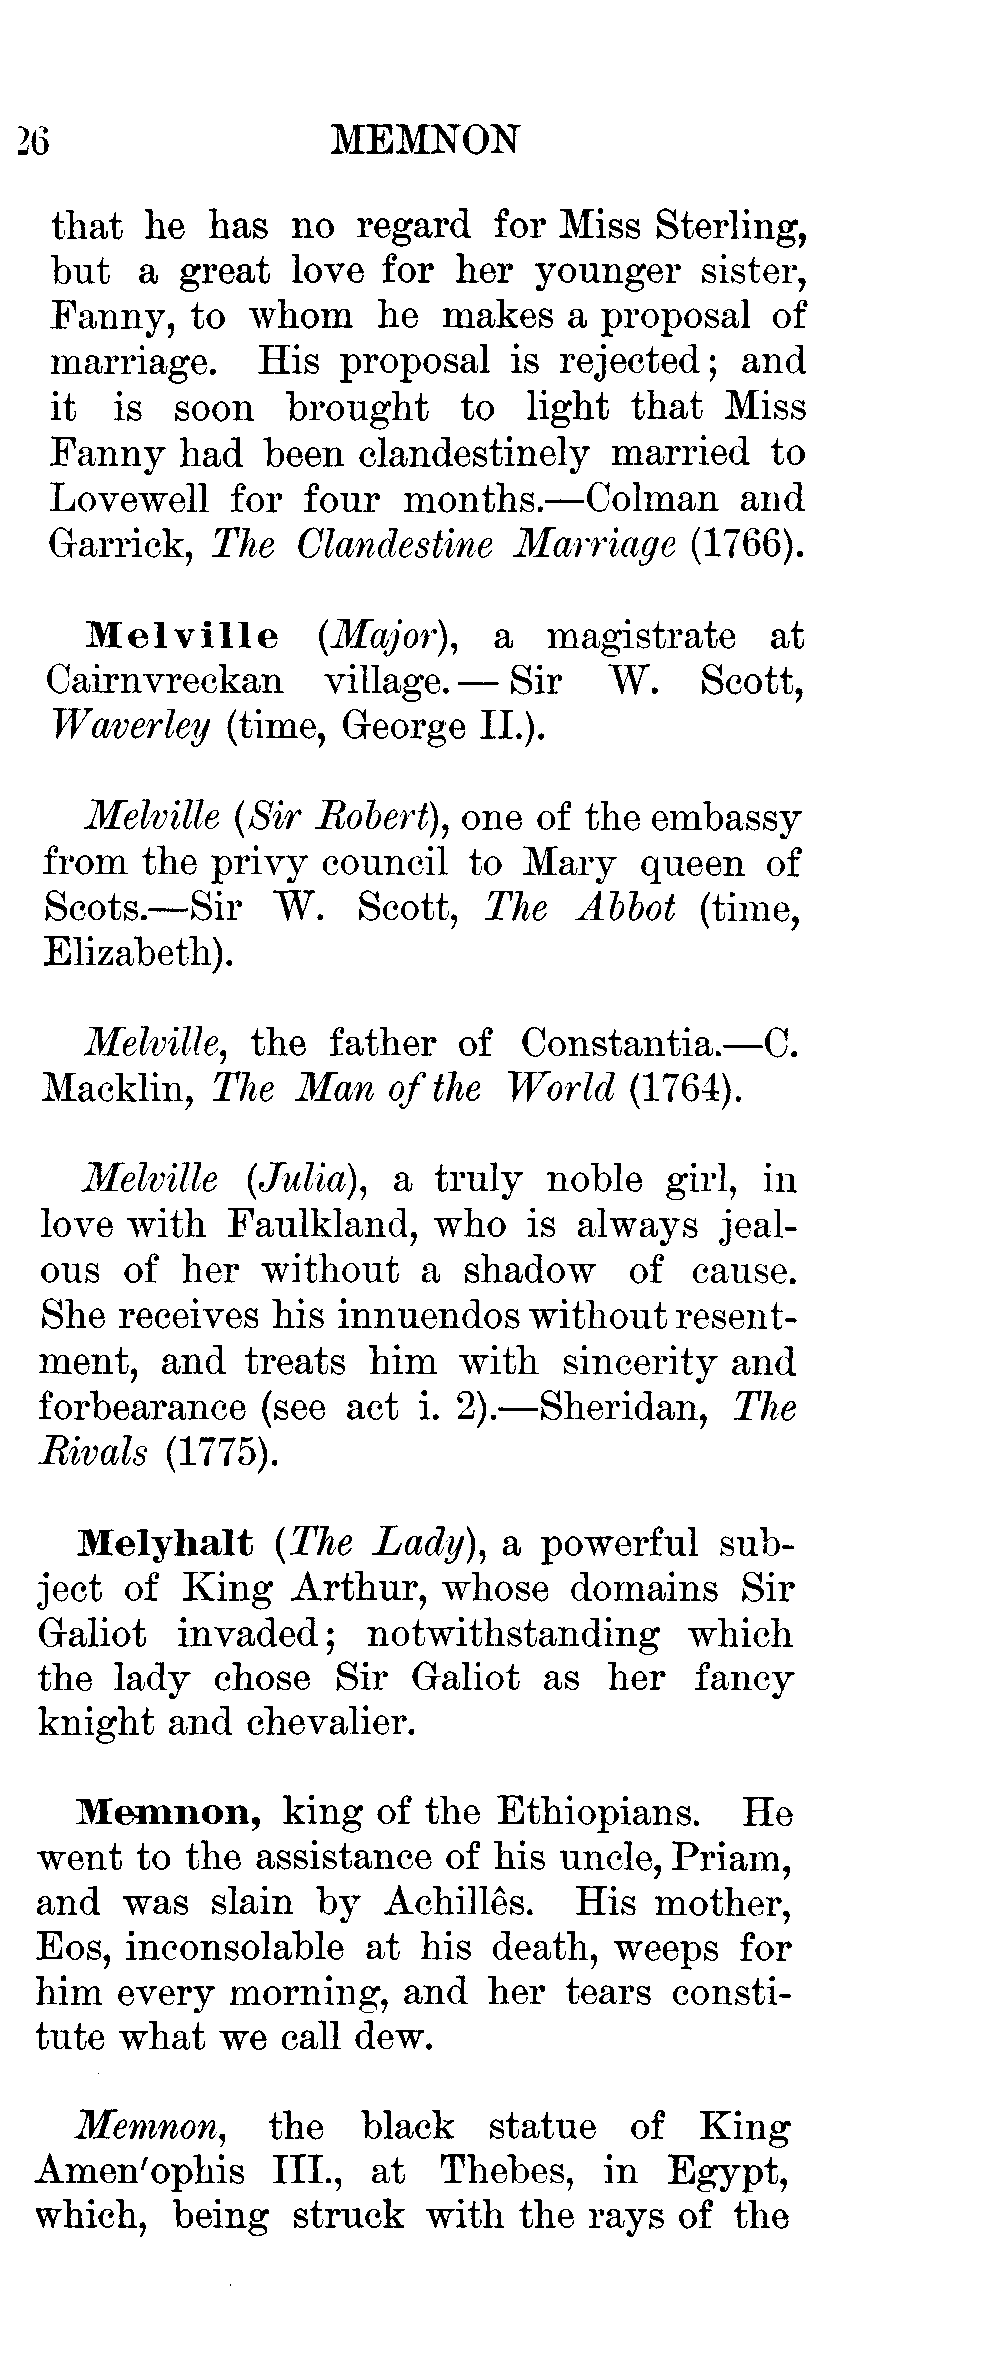 26 MEMNON
that he has no regard for Miss Sterling,
but a great love for her younger sister,
Fanny, to whom he makes a proposal of
marriage. His proposal is rejected; and
it is soon brought to light that Miss
Fanny had been clandestinely married to
Lovewell for four months.—Colman and
Garrick, The Clandestine Marriage (1766).
Melville (Major), a magistrate at
Cairnvreckan village.—Sir W. Scott,
Waverley (time, George II.).
Melville (Sir Robert), one of the embassy
from the privy council to Mary queen of
Scots.—Sir W. Scott, The Abbot (time,
Elizabeth).
Melville, the father of Constantia.—C.
Macklin, The Man of the World (1764).
Melville (Julia), a truly noble girl, in
love with Faulkland, who is always jeal-
ous of her without a shadow of cause.
She receives his innuendos without resent-
ment, and treats him with sincerity and
forbearance (see act i. 2).—Sheridan, The
Rivals (1775).
Melyhalt (The Lady), a powerful sub-
ject of King Arthur, whose domains Sir
Galiot invaded; notwithstanding which
the lady chose Sir Galiot as her fancy
knight and chevalier.
Memnon, king of the Ethiopians. He
went to the assistance of his uncle, Priam,
and was slain by Achillês. His mother,
Eos, inconsolable at his death, weeps for
him every morning, and her tears consti-
tute what we call dew.
Memnon, the black statue of King
Amen'ophis III., at Thebes, in Egypt,
which, being struck with the rays of the